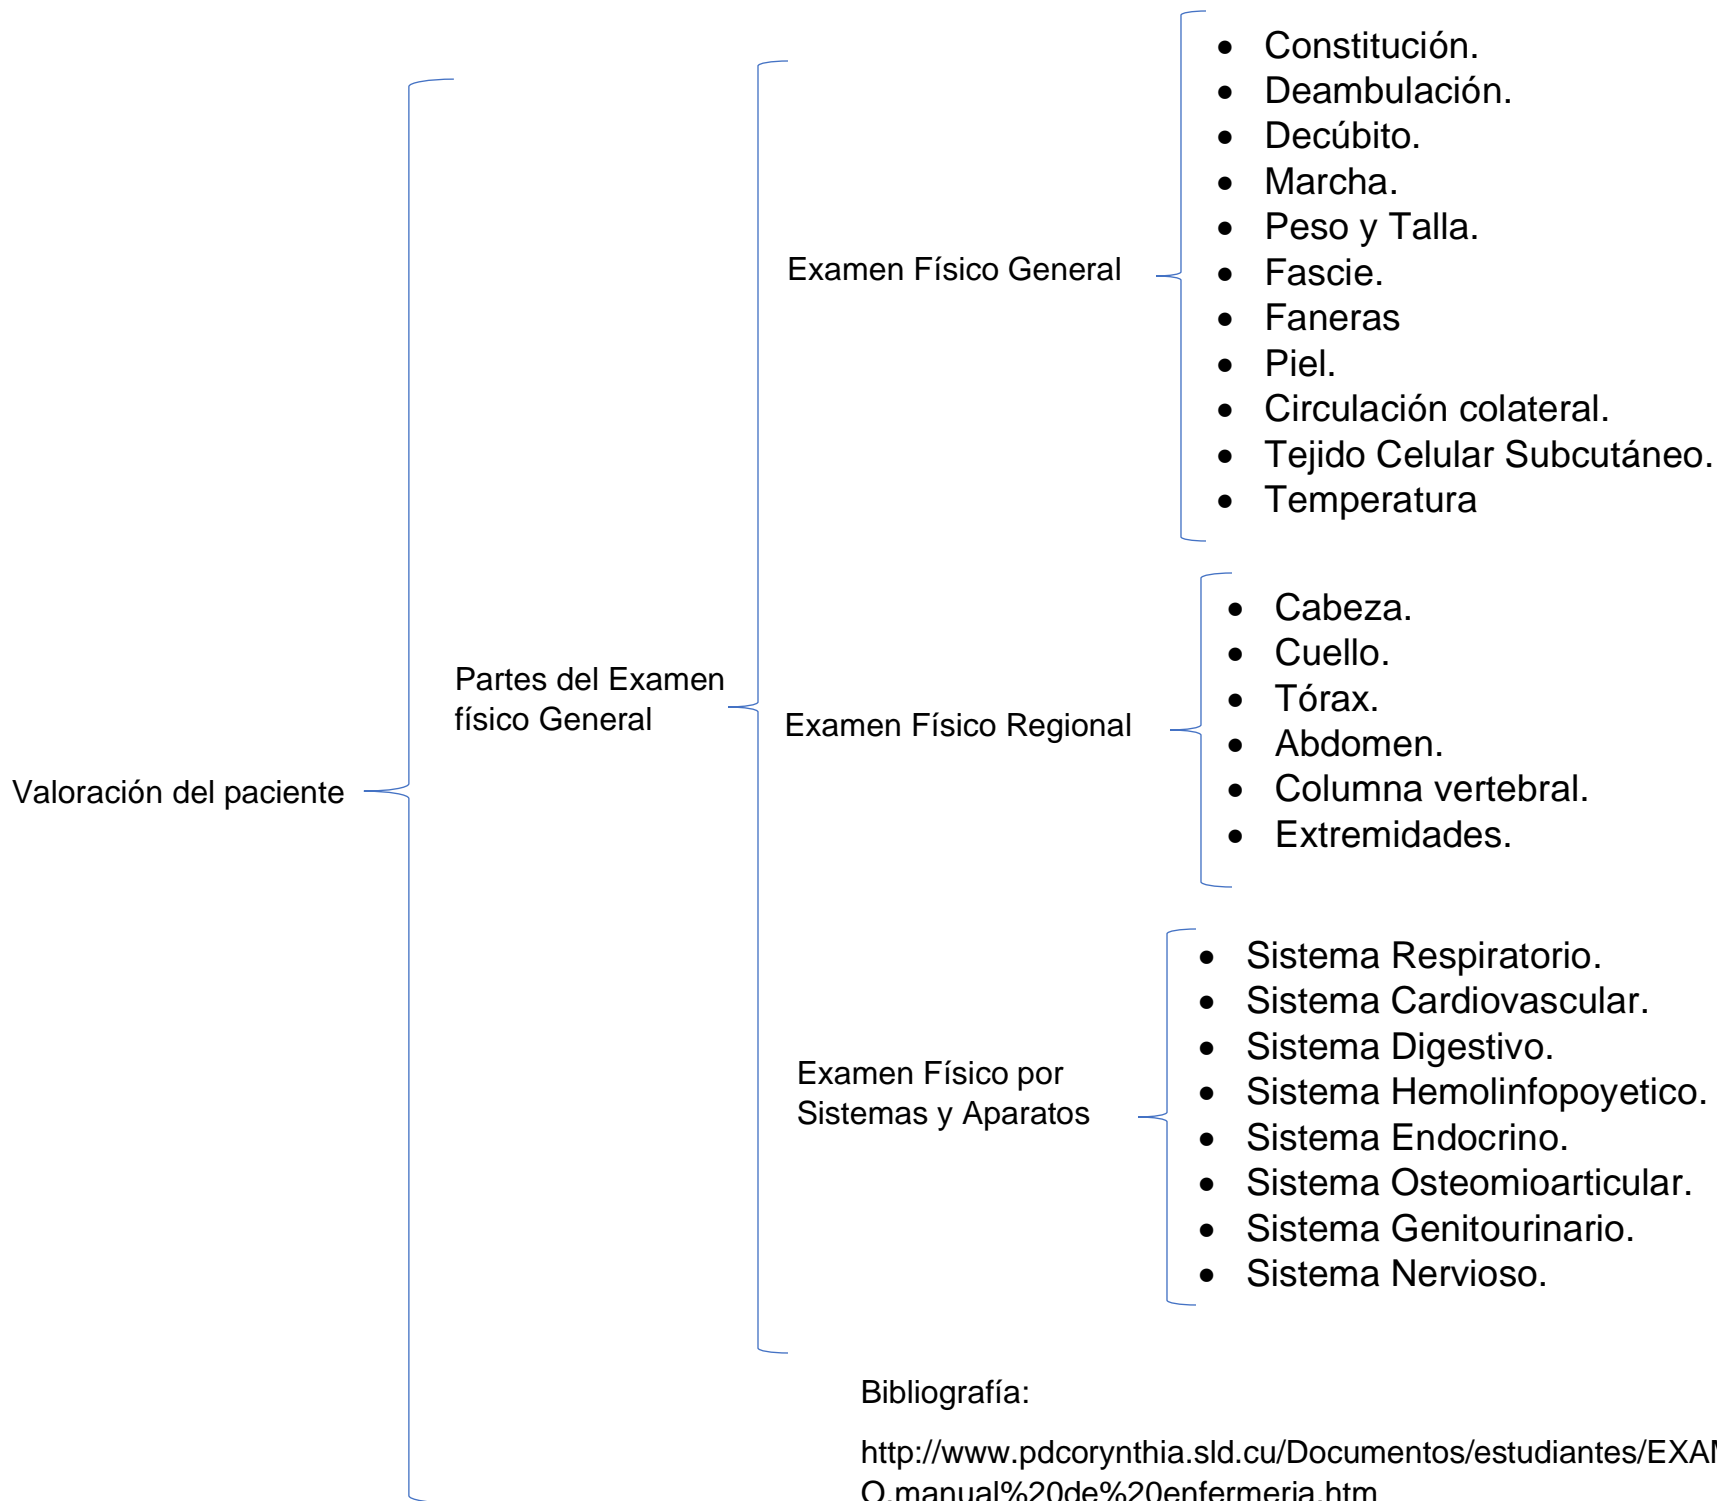 Valoración del paciente
Partes del Examen
físico General
Examen Físico General
• Constitución.
• Deambulación.
• Decúbito.
• Marcha.
• Peso y Talla.
• Fascie.
• Faneras
• Piel.
• Circulación colateral.
• Tejido Celular Subcutáneo.
• Temperatura
Examen Físico Regional
• Cabeza.
• Cuello.
• Tórax.
• Abdomen.
• Columna vertebral.
• Extremidades.
Examen Físico por
Sistemas y Aparatos
• Sistema Respiratorio.
• Sistema Cardiovascular.
• Sistema Digestivo.
• Sistema Hemolinfopoyetico.
• Sistema Endocrino.
• Sistema Osteomioarticular.
• Sistema Genitourinario.
• Sistema Nervioso.
Bibliografía:
http://www.pdcorynthia.sld.cu/Documentos/estudiantes/EXA
O.manual%20de%20enfermeria.htm